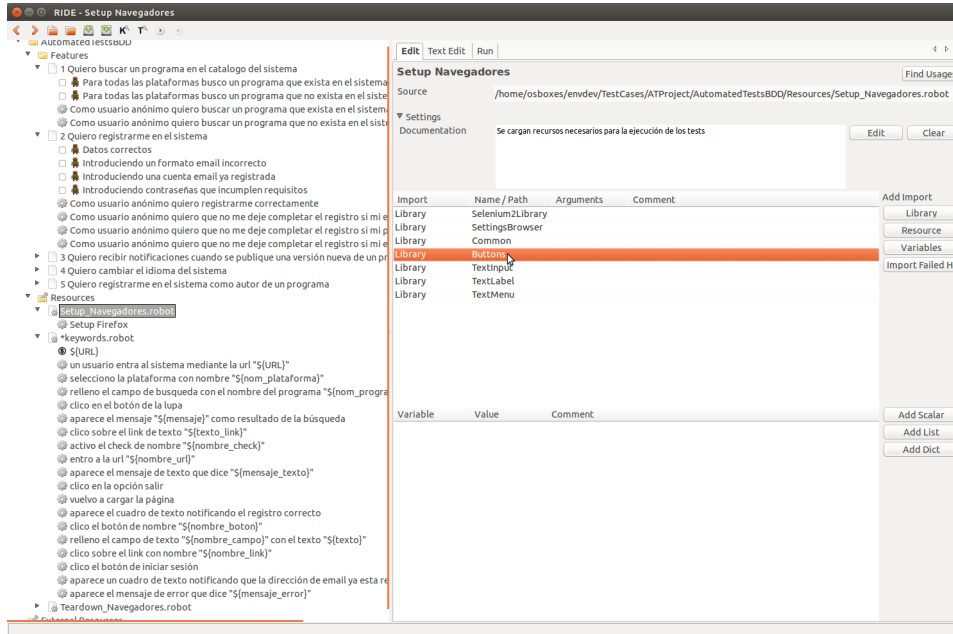 RIDE - Setup Navegadores
AutomatedTestsBDD
Features
1 Quiero buscar un programa en el catalogo del sistema
Para todas las plataformas busco un programa que exista en el sistema
Para todas las plataformas busco un programa que no exista en el siste
Como usuario anónimo quiero buscar un programa que exista en el sistem
Como usuario anónimo quiero buscar un programa que no exista en el siste
2 Quiero registrarme en el sistema
Datos correctos
Introduciendo un formato email incorrecto
Introduciendo una cuenta email ya registrada
Introduciendo contraseñas que incumplen requisitos
Como usuario anónimo quiero registrarme correctamente
Como usuario anónimo quiero que no me deje completar el registro si mi e
Como usuario anónimo quiero que no me deje completar el registro si mi p
Como usuario anónimo quiero que no me deje completar el registro si mi e
3 Quiero recibir notificaciones cuando se publique una versión nueva de un pr
4 Quiero cambiar el idioma del sistema
5 Quiero registrarme en el sistema como autor de un programa
Resources
Setup_Navegadores.robot
Setup Firefox
*keywords.robot
${URL}
un usuario entra al sistema mediante la url "${URL}"
selecciono la plataforma con nombre "${nom_plataforma}"
relleno el campo de busqueda con el nombre del programa "${nom_progra
clico en el botón de la lupa
aparece el mensaje "${mensaje}" como resultado de la búsqueda
clico sobre el link de texto "${texto_link}"
activo el check de nombre "${nombre_check}"
entro a la url "${nombre_url}"
aparece el mensaje de texto que dice "${mensaje_texto}"
clico en la opción salir
vuelvo a cargar la página
aparece el cuadro de texto notificando el registro correcto
clico el botón de nombre "${nombre_boton}"
relleno el campo de texto "${nombre_campo}" con el texto "${texto}"
clico sobre el link con nombre "${nombre_link}"
clico el botón de iniciar sesión
aparece un cuadro de texto notificando que la dirección de email ya esta re
aparece el mensaje de error que dice "${mensaje_error}"
Teardown_Navegadores.robot
External Resources
Edit Text Edit Run
Setup Navegadores
Find Usage
Source /home/osboxes/envdev/TestCases/ATProject/AutomatedTestsBDD/Resources/Setup_Navegadores.robot
Settings
Documentation Se cargan recursos necesarios para la ejecución de los tests Edit Clear
Import Name / Path Arguments Comment Add Import
Library Selenium2Library Library
Library SettingsBrowser Resource
Library Common Variables
Library Buttons Import Failed H
Library TextInput
Library TextLabel
Library TextMenu
Variable Value Comment Add Scalar
Add List
Add Dict